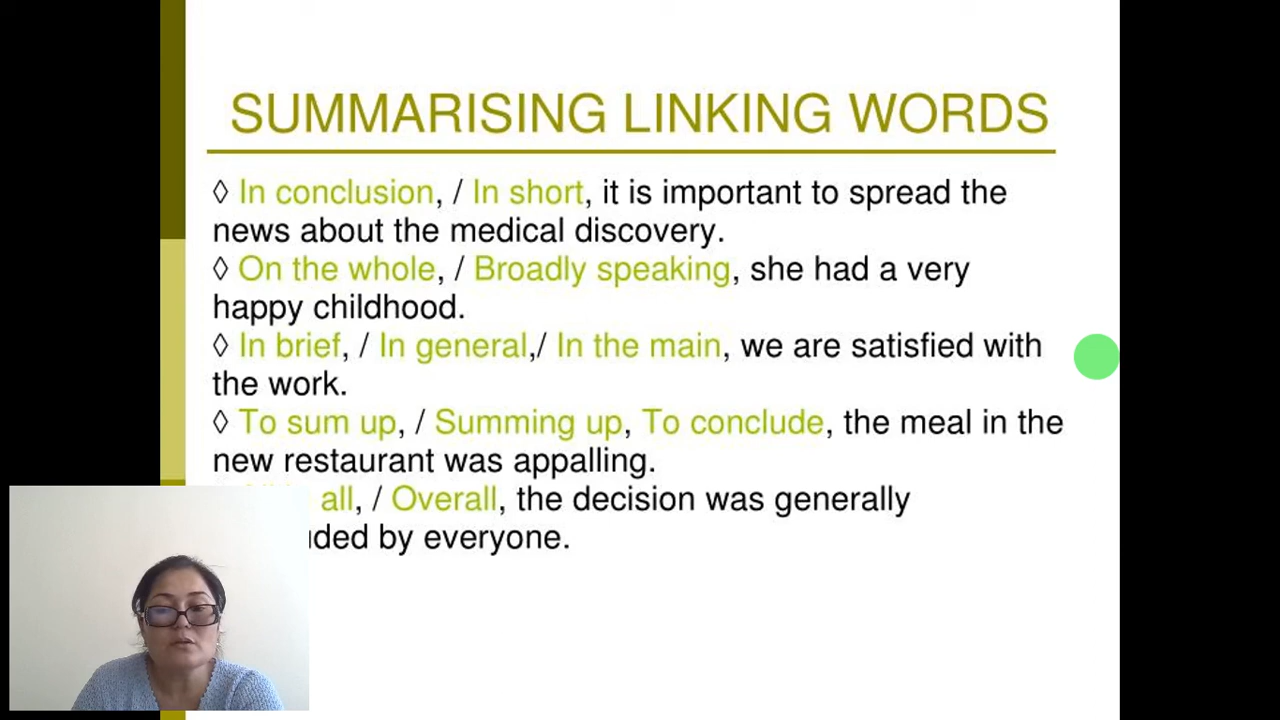 SUMMARISING LINKING WORDS
◊ In conclusion, / In short, it is important to spread the
news about the medical discovery.
◊ On the whole, / Broadly speaking, she had a very
happy childhood.
◊ In brief, / In general,/ In the main, we are satisfied with
the work.
◊ To sum up, / Summing up, To conclude, the meal in the
new restaurant was appalling.
all, / Overall, the decision was generally
by everyone.